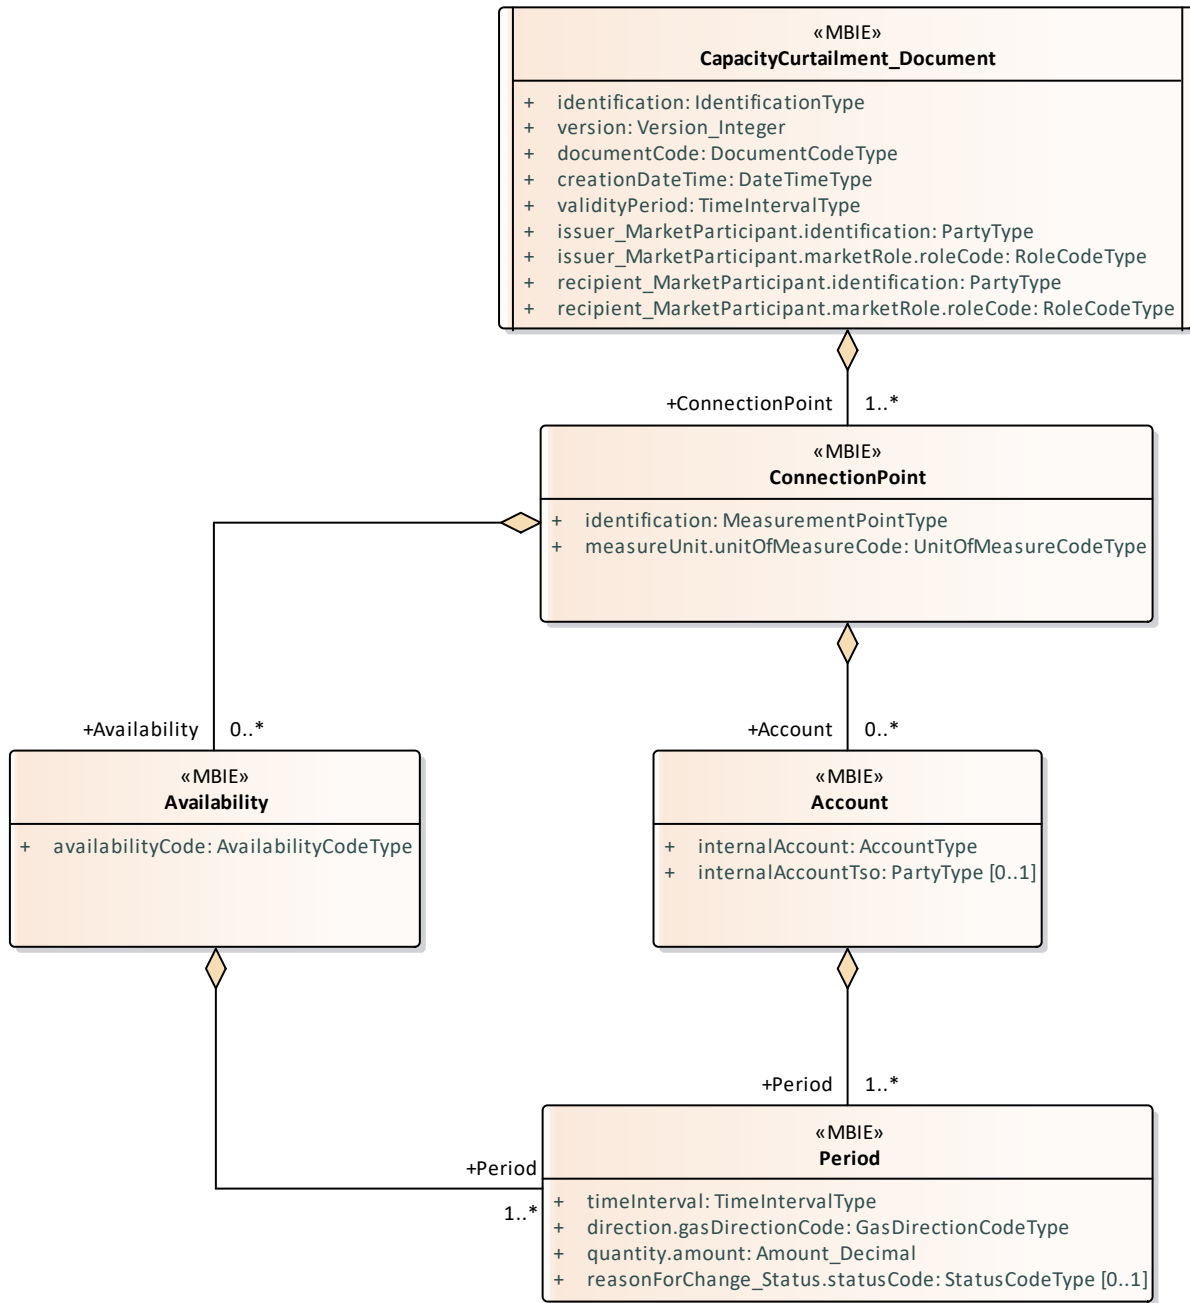 «MBIE»
CapacityCurtailment_Document
+ identification: IdentificationType
+ version: Version_Integer
+ documentCode: DocumentCodeType
+ creationDateTime: DateTimeType
+ validityPeriod: TimeIntervalType
+ issuer_MarketParticipant.identification: PartyType
+ issuer_MarketParticipant.marketRole.roleCode: RoleCodeType
+ recipient_MarketParticipant.identification: PartyType
+ recipient_MarketParticipant.marketRole.roleCode: RoleCodeType
+ConnectionPoint 1..*
«MBIE»
ConnectionPoint
+ identification: MeasurementPointType
+ measureUnit.unitOfMeasureCode: UnitOfMeasureCodeType
+Availability 0..*
+Account 0..*
«MBIE»
Availability
+ availabilityCode: AvailabilityCodeType
«MBIE»
Account
+ internalAccount: AccountType
+ internalAccountTso: PartyType [0..1]
+Period 1..*
+Period
1..*
«MBIE»
Period
+ timeInterval: TimeIntervalType
+ direction.gasDirectionCode: GasDirectionCodeType
+ quantity.amount: Amount_Decimal
+ reasonForChange_Status.statusCode: StatusCodeType [0..1]